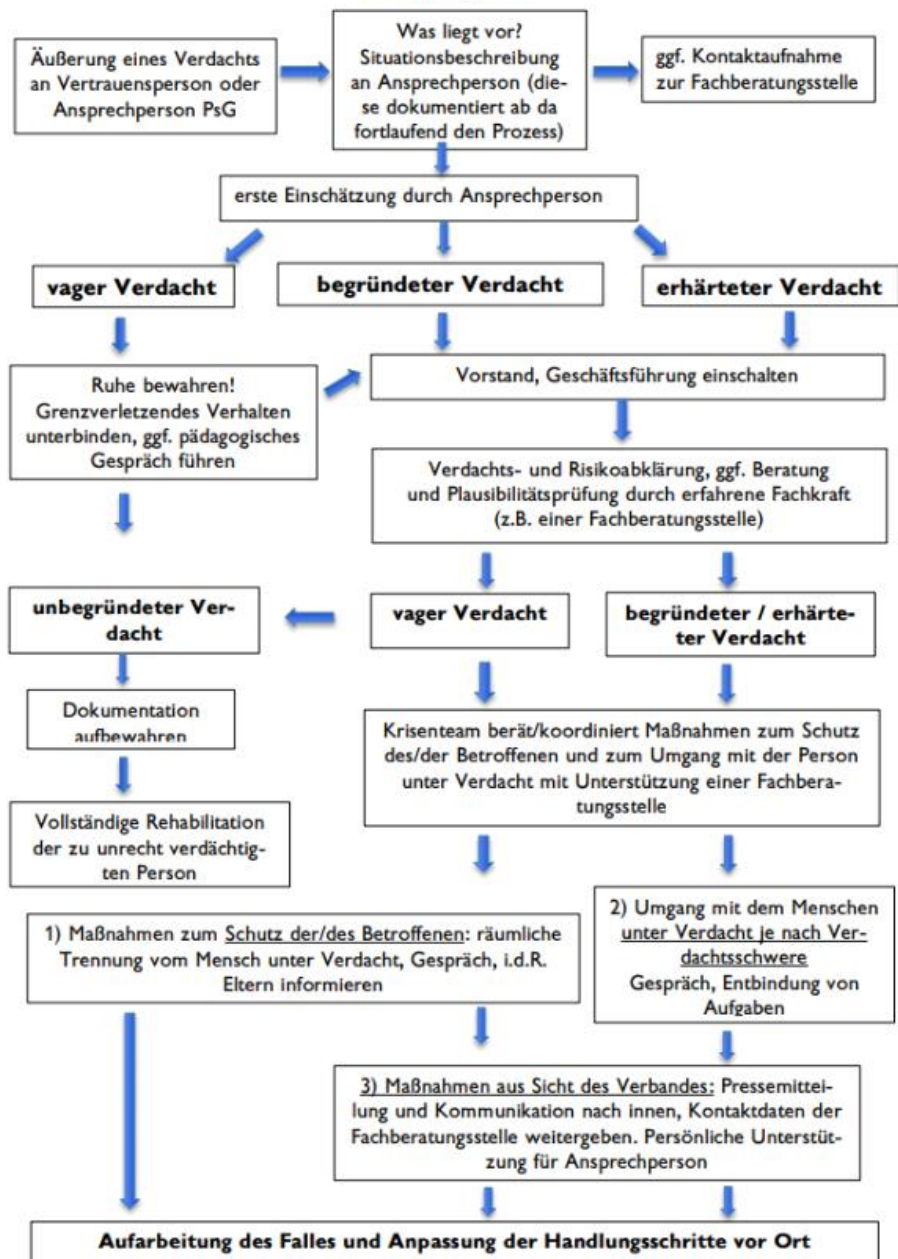 Äußerung eines Verdachts
an Vertrauensperson oder
Ansprechperson PsG
Was liegt vor?
Situationsbeschreibung
an Ansprechperson (die-
se dokumentiert ab da
fortlaufend den Prozess)
ggf. Kontaktaufnahme
zur Fachberatungsstelle
erste Einschätzung durch Ansprechperson
vager Verdacht
begründeter Verdacht
erhärteter Verdacht
Ruhe bewahren!
Grenzverletzendes Verhalten
unterbinden, ggf. pädagogisches
Gespräch führen
Vorstand, Geschäftsführung einschalten
Verdachts- und Risikoabklärung, ggf. Beratung
und Plausibilitätsprüfung durch erfahrene Fachkraft
(z.B. einer Fachberatungsstelle)
unbegründeter Ver-
dacht
vager Verdacht
begründeter / erhärte-
ter Verdacht
Dokumentation
aufbewahren
Krisenteam berät/koordiniert Maßnahmen zum Schutz
des/der Betroffenen und zum Umgang mit der Person
unter Verdacht mit Unterstützung einer Fachbera-
tungsstelle
Vollständige Rehabilitation
der zu unrecht verdächtig-
ten Person
1) Maßnahmen zum Schutz der/des Betroffenen: räumliche
Trennung vom Mensch unter Verdacht, Gespräch, i.d.R.
Eltern informieren
2) Umgang mit dem Menschen
unter Verdacht je nach Ver-
dachtsschwere
Gespräch, Entbindung von
Aufgaben
3) Maßnahmen aus Sicht des Verbandes: Pressemittei-
lung und Kommunikation nach innen, Kontaktdaten der
Fachberatungsstelle weitergeben. Persönliche Unterstüt-
zung für Ansprechperson
Aufarbeitung des Falles und Anpassung der Handlungsschritte vor Ort